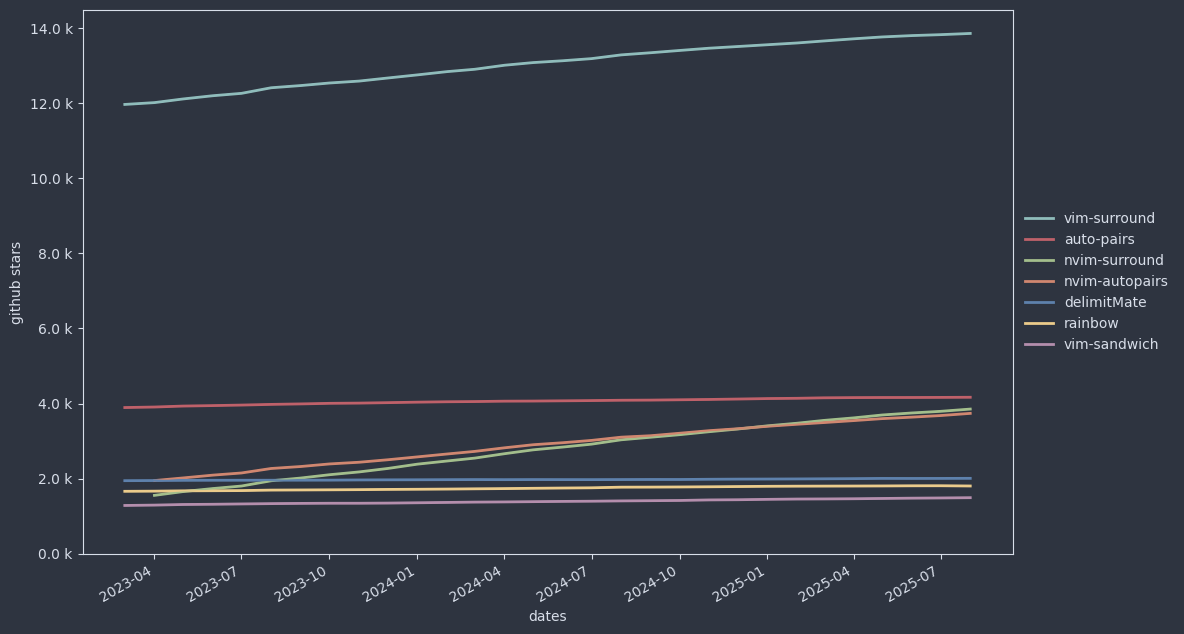 14.0 k
12.0 k
10.0 k
8.0 k
6.0 k
4.0 k
2.0 k
0.0 k
github stars
2023-04
2023-07
2023-10
2024-01
2024-04
2024-07
2024-10
2025-01
2025-04
2025-07
dates
vim-surround
auto-pairs
nvim-surround
nvim-autopairs
delimitMate
rainbow
vim-sandwich